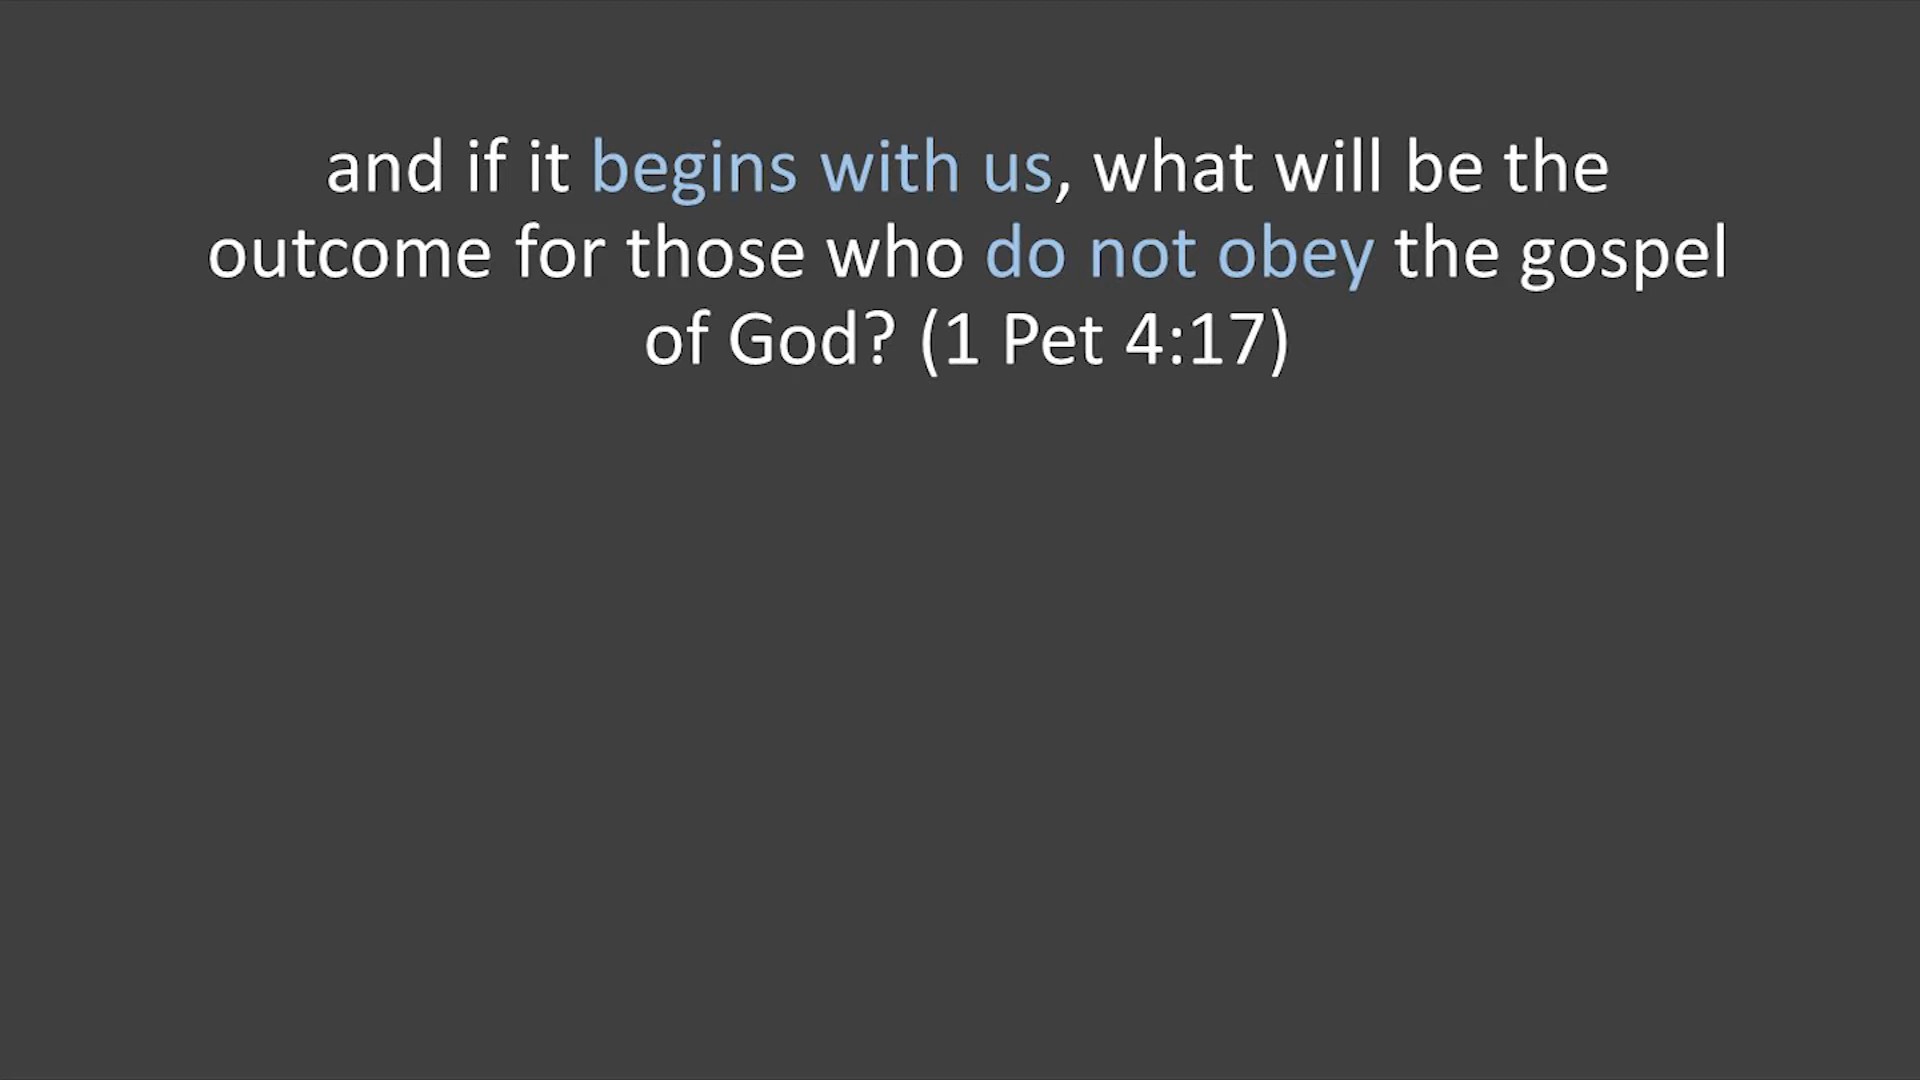 and if it begins with us, what will be the
outcome for those who do not obey the gospel
of God? (1 Pet 4:17)